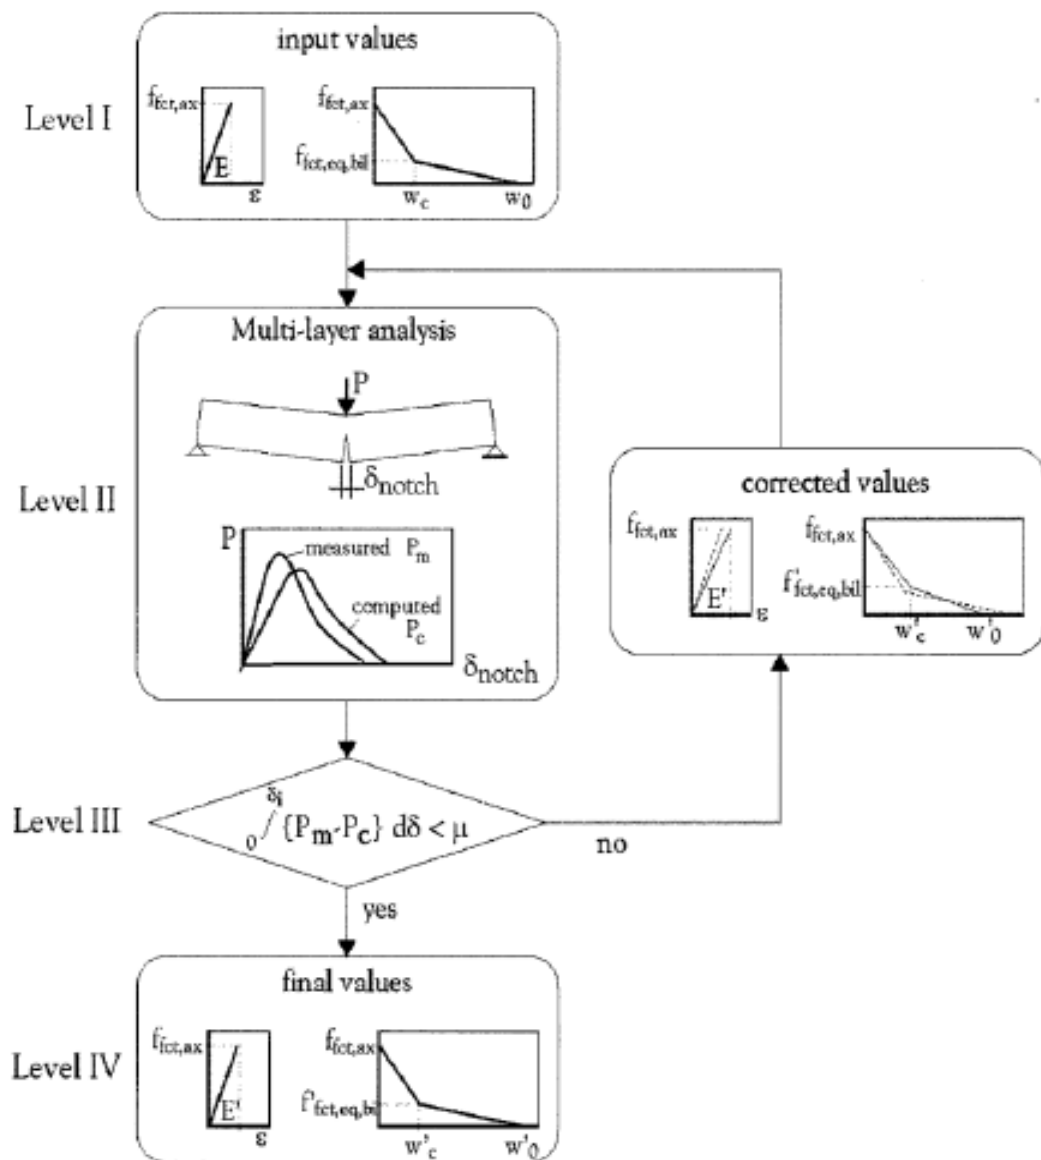 input values
Level I
f_fct,ax
E
ε
f_fct,ax
f_fct,eq,bil
w_c
w_0
Multi-layer analysis
P
δ_notch
Level II
P
measured P_m
computed P_c
δ_notch
corrected values
f_fct,ax
E'
ε
f_fct,ax
f'_fct,eq,bil
w'_c
w'_0
Level III
0∫δi {P_m-P_c} dδ < μ
no
yes
final values
Level IV
f_fct,ax
E'
ε
f_fct,ax
f'_fct,eq,bi
w'_c
w'_0